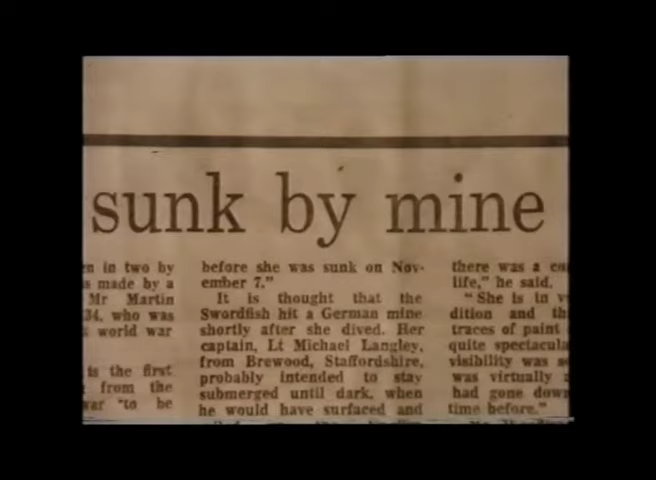 sunk by mine
in two by
made by a
Mr Martin
34, who was
world war
is the first
from the
war "to be
before she was sunk on Nov-
ember 7."
It is thought that the
Swordfish hit a German mine
shortly after she dived. Her
captain, Lt Michael Langley,
from Brewood, Staffordshire,
probably intended to stay
submerged until dark, when
he would have surfaced and
there was a
life," he said.
"She is in
dition and
traces of paint
quite spectacula
visibility was
was virtually
had gone down
time before."